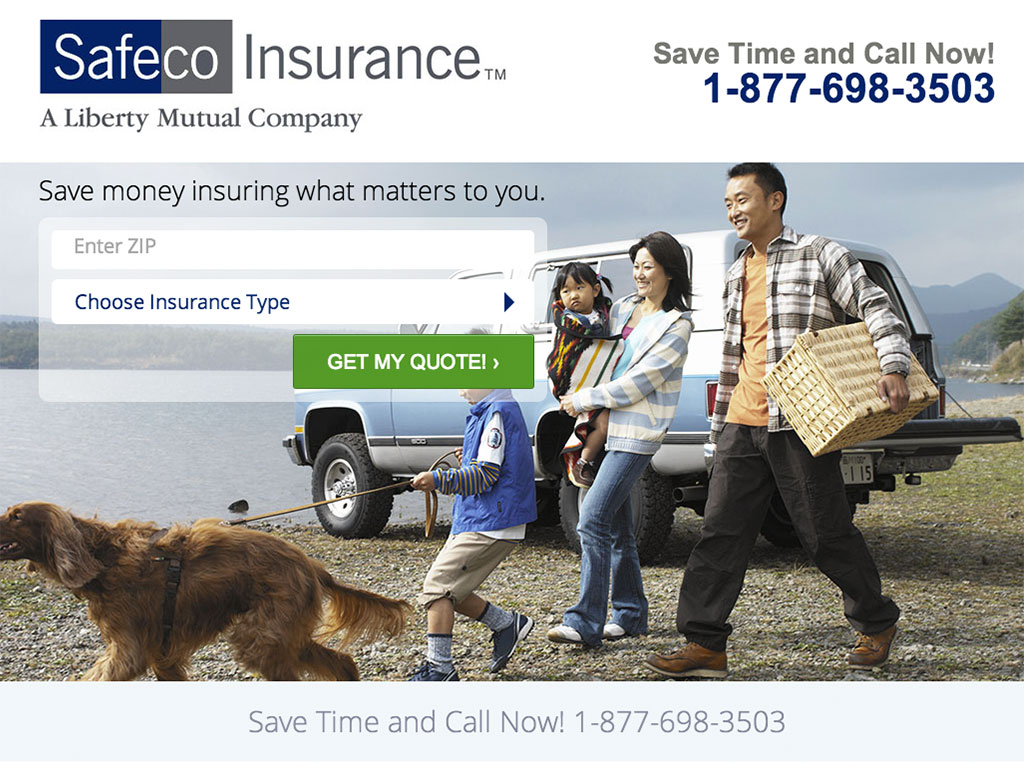 Safeco Insurance™
A Liberty Mutual Company
Save Time and Call Now!
1-877-698-3503
Save money insuring what matters to you.
Enter ZIP
Choose Insurance Type
GET MY QUOTE! ›
Save Time and Call Now! 1-877-698-3503